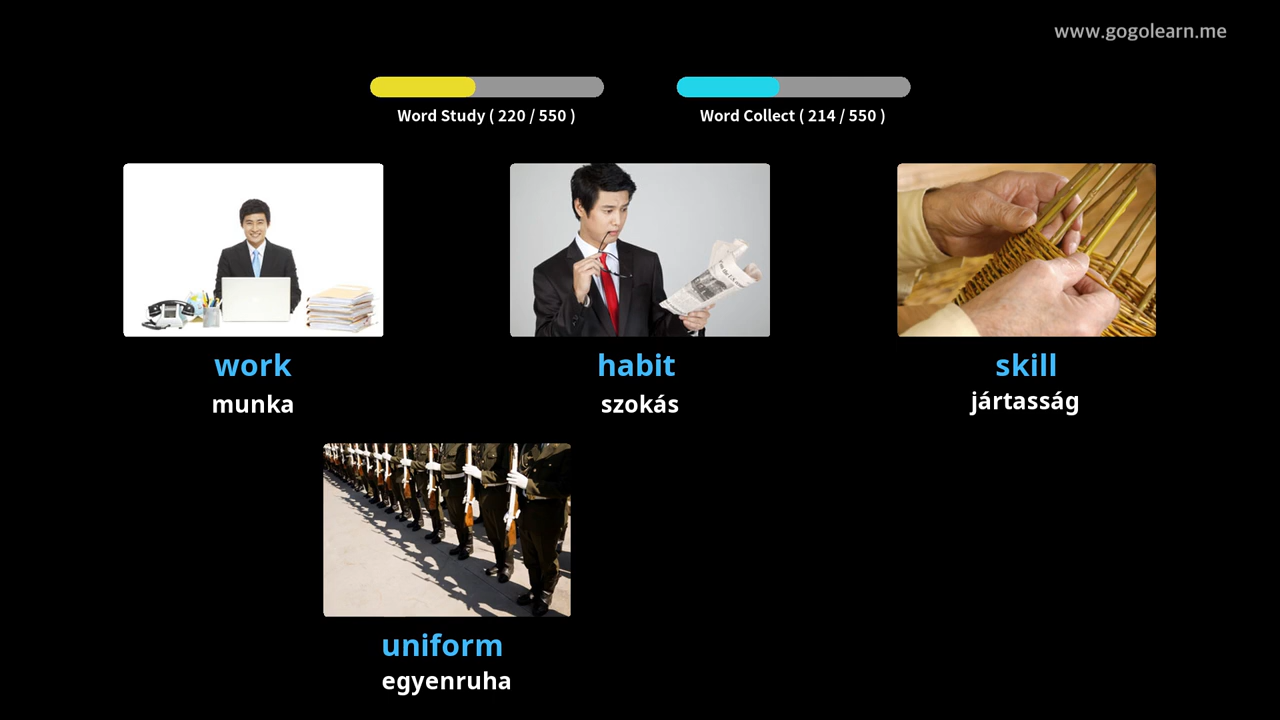 www.gogolearn.me
Word Study ( 220 / 550 )
Word Collect ( 214 / 550 )
work
munka
habit
szokás
skill
jártasság
uniform
egyenruha